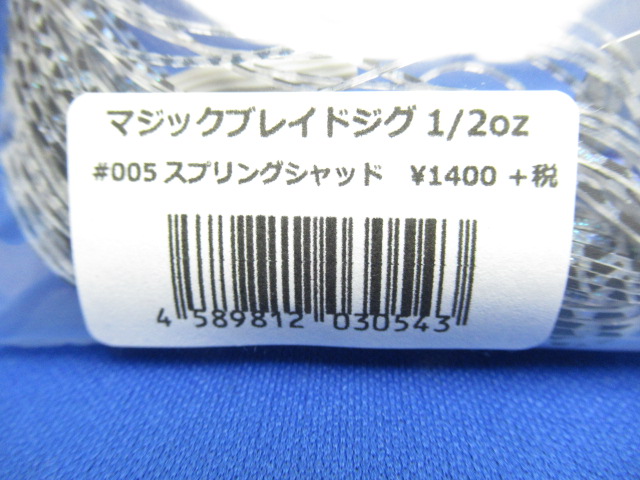 マジックブレイドジグ 1/2oz
#005 スプリングシャッド ¥1400 +税
4 589812 030543